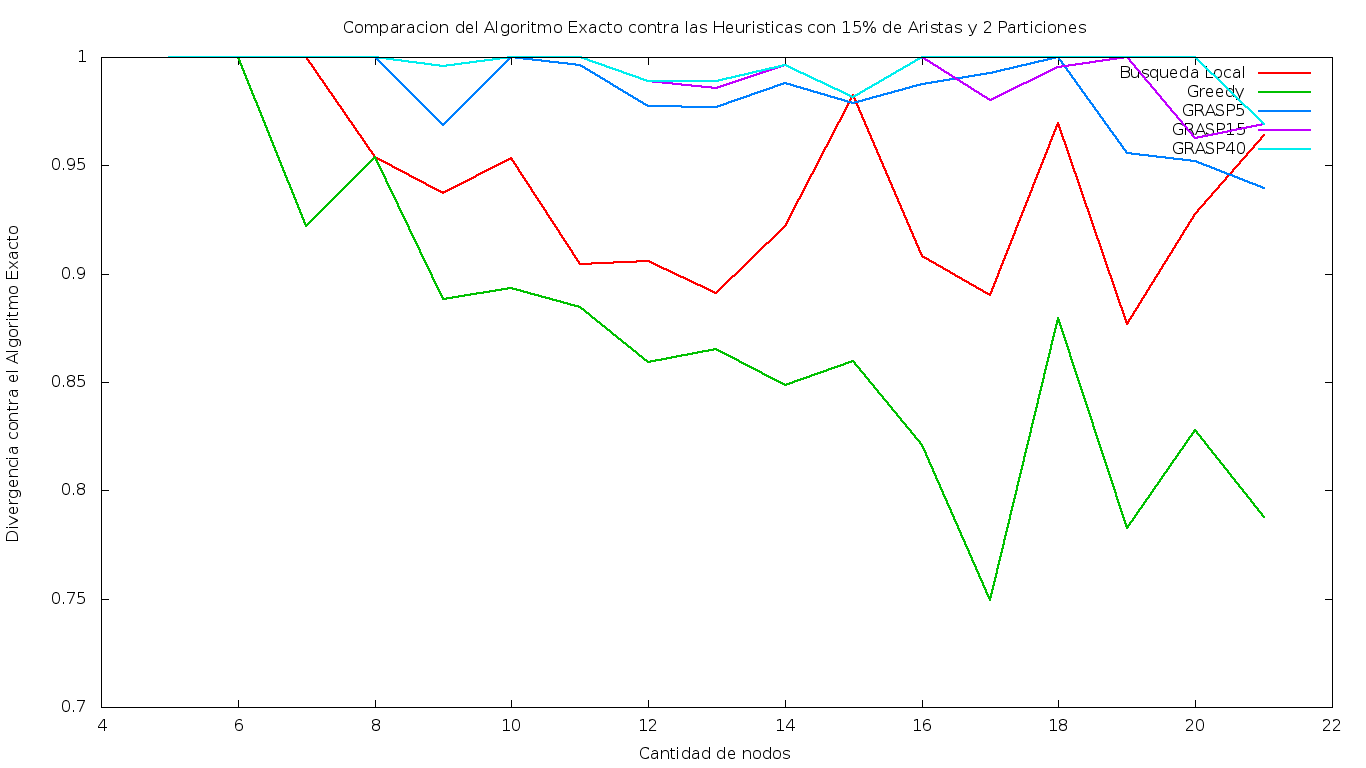 Comparacion del Algoritmo Exacto contra las Heuristicas con 15% de Aristas y 2 Particiones
1
0.95
0.9
0.85
0.8
0.75
0.7
Divergencia contra el Algoritmo Exacto
Busqueda Local
Greedy
GRASP5
GRASP15
GRASP40
4 6 8 10 12 14 16 18 20 22
Cantidad de nodos